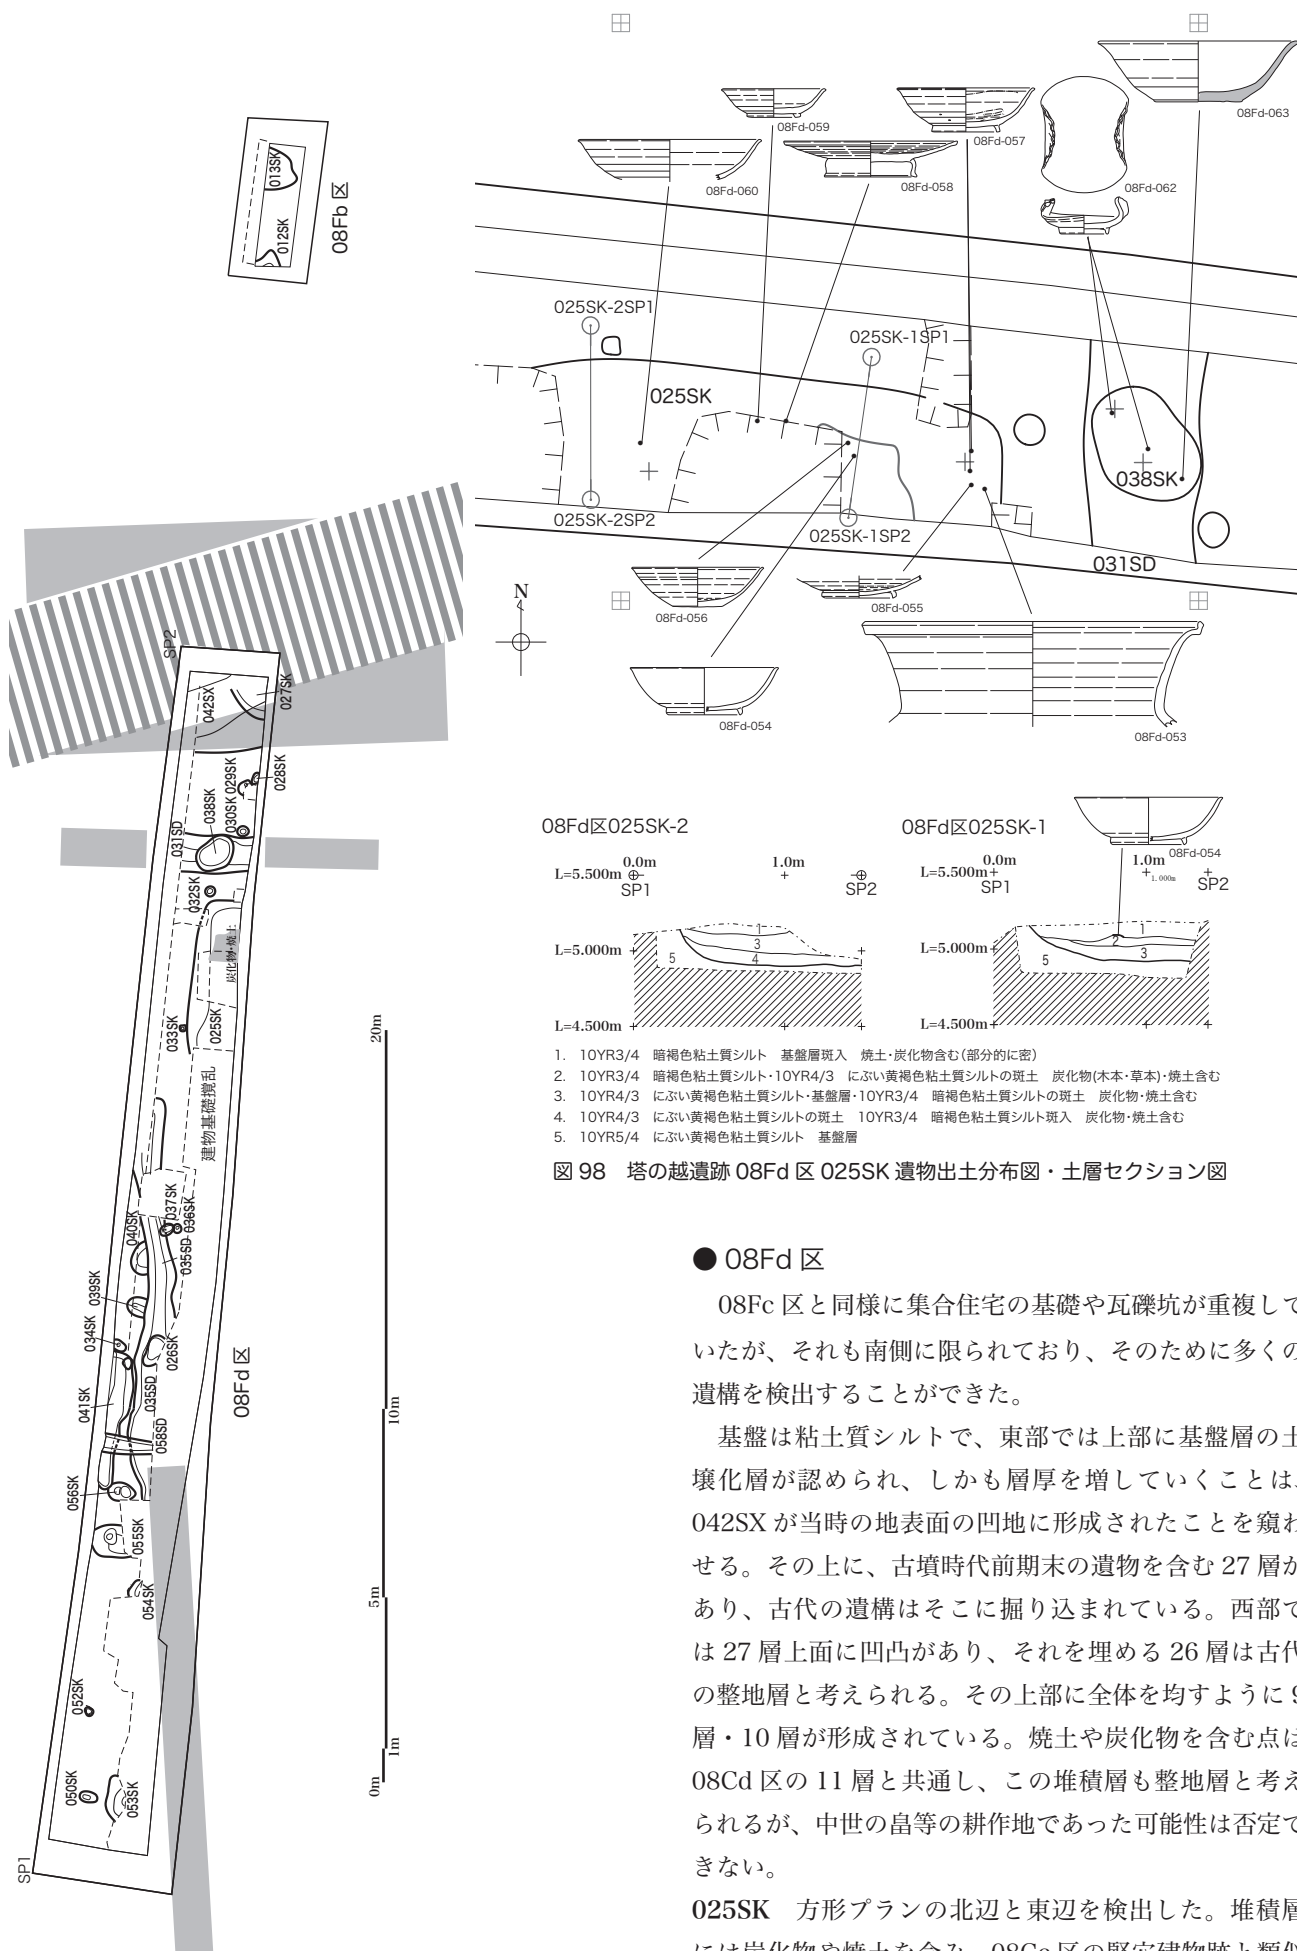 013SK
012SK
08Fb 区
SP2
042SX
027SK
029SK
028SK
038SK
030SK
031SD
032SK
炭化物・焼土
033SK
025SK
建物基礎撹乱
037SK
036SK
040SK
035SD
039SK
034SK
026SK
041SK
035SD
058SD
08Fd 区
056SK
055SK
054SK
052SK
050SK
053SK
SP1
20m
10m
5m
1m
0m
08Fd-059
08Fd-057
08Fd-063
08Fd-060
08Fd-058
08Fd-062
025SK-2SP1
025SK-1SP1
025SK
038SK
025SK-2SP2
025SK-1SP2
031SD
N
08Fd-056
08Fd-055
08Fd-054
08Fd-053
08Fd区025SK-2
0.0m
1.0m
L=5.500m
SP1
SP2
1
3
L=5.000m
5
4
L=4.500m
08Fd区025SK-1
08Fd-054
0.0m
1.0m
L=5.500m
1.000m
SP1
SP2
1
L=5.000m
2
3
5
L=4.500m
1. 10YR3/4 暗褐色粘土質シルト 基盤層斑入 焼土・炭化物含む(部分的に密)
2. 10YR3/4 暗褐色粘土質シルト・10YR4/3 にぶい黄褐色粘土質シルトの斑土 炭化物(木本・草本)・焼土含む
3. 10YR4/3 にぶい黄褐色粘土質シルト・基盤層・10YR3/4 暗褐色粘土質シルトの斑土 炭化物・焼土含む
4. 10YR4/3 にぶい黄褐色粘土質シルトの斑土 10YR3/4 暗褐色粘土質シルト斑入 炭化物・焼土含む
5. 10YR5/4 にぶい黄褐色粘土質シルト 基盤層
図 98 塔の越遺跡 08Fd 区 025SK 遺物出土分布図・土層セクション図
● 08Fd 区
08Fc 区と同様に集合住宅の基礎や瓦礫坑が重複して
いたが、それも南側に限られており、そのために多くの
遺構を検出することができた。
基盤は粘土質シルトで、東部では上部に基盤層の土
壌化層が認められ、しかも層厚を増していくことは、
042SX が当時の地表面の凹地に形成されたことを窺わ
せる。その上に、古墳時代前期末の遺物を含む 27 層が
あり、古代の遺構はそこに掘り込まれている。西部で
は 27 層上面に凹凸があり、それを埋める 26 層は古代
の整地層と考えられる。その上部に全体を均すように 9
層・10 層が形成されている。焼土や炭化物を含む点は
08Cd 区の 11 層と共通し、この堆積層も整地層と考え
られるが、中世の畠等の耕作地であった可能性は否定で
きない。
025SK 方形プランの北辺と東辺を検出した。堆積層